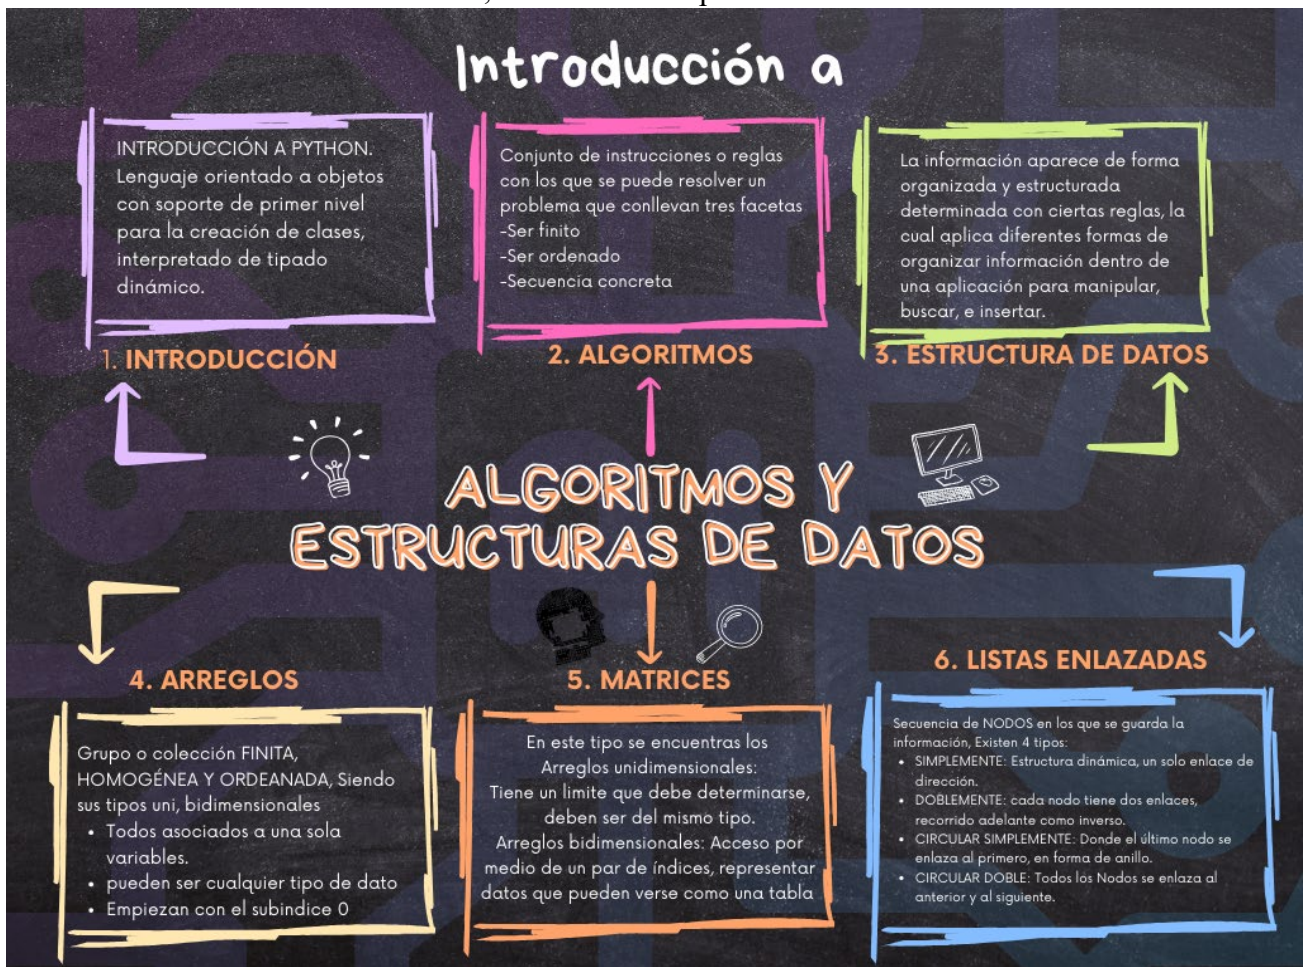 Introducción a
INTRODUCCIÓN A PYTHON.
Lenguaje orientado a objetos
con soporte de primer nivel
para la creación de clases,
interpretado de tipado
dinámico.
1. INTRODUCCIÓN
Conjunto de instrucciones o reglas
con los que se puede resolver un
problema que conllevan tres facetas
-Ser finito
-Ser ordenado
-Secuencia concreta
2. ALGORITMOS
La información aparece de forma
organizada y estructurada
determinada con ciertas reglas, la
cual aplica diferentes formas de
organizar información dentro de
una aplicación para manipular,
buscar, e insertar.
3. ESTRUCTURA DE DATOS
ALGORITMOS Y
ESTRUCTURAS DE DATOS
4. ARREGLOS
Grupo o colección FINITA,
HOMOGÉNEA Y ORDEANADA, Siendo
sus tipos uni, bidimensionales
• Todos asociados a una sola
variables.
• pueden ser cualquier tipo de dato
• Empiezan con el subindice 0
5. MATRICES
En este tipo se encuentras los
Arreglos unidimensionales:
Tiene un limite que debe determinarse,
deben ser del mismo tipo.
Arreglos bidimensionales: Acceso por
medio de un par de índices, representar
datos que pueden verse como una tabla
6. LISTAS ENLAZADAS
Secuencia de NODOS en los que se guarda la
información, Existen 4 tipos:
• SIMPLEMENTE: Estructura dinámica, un solo enlace de
dirección.
• DOBLEMENTE: cada nodo tiene dos enlaces,
recorrido adelante como inverso.
• CIRCULAR SIMPLEMENTE: Donde el último nodo se
enlaza al primero, en forma de anillo.
• CIRCULAR DOBLE: Todos los Nodos se enlaza al
anterior y al siguiente.